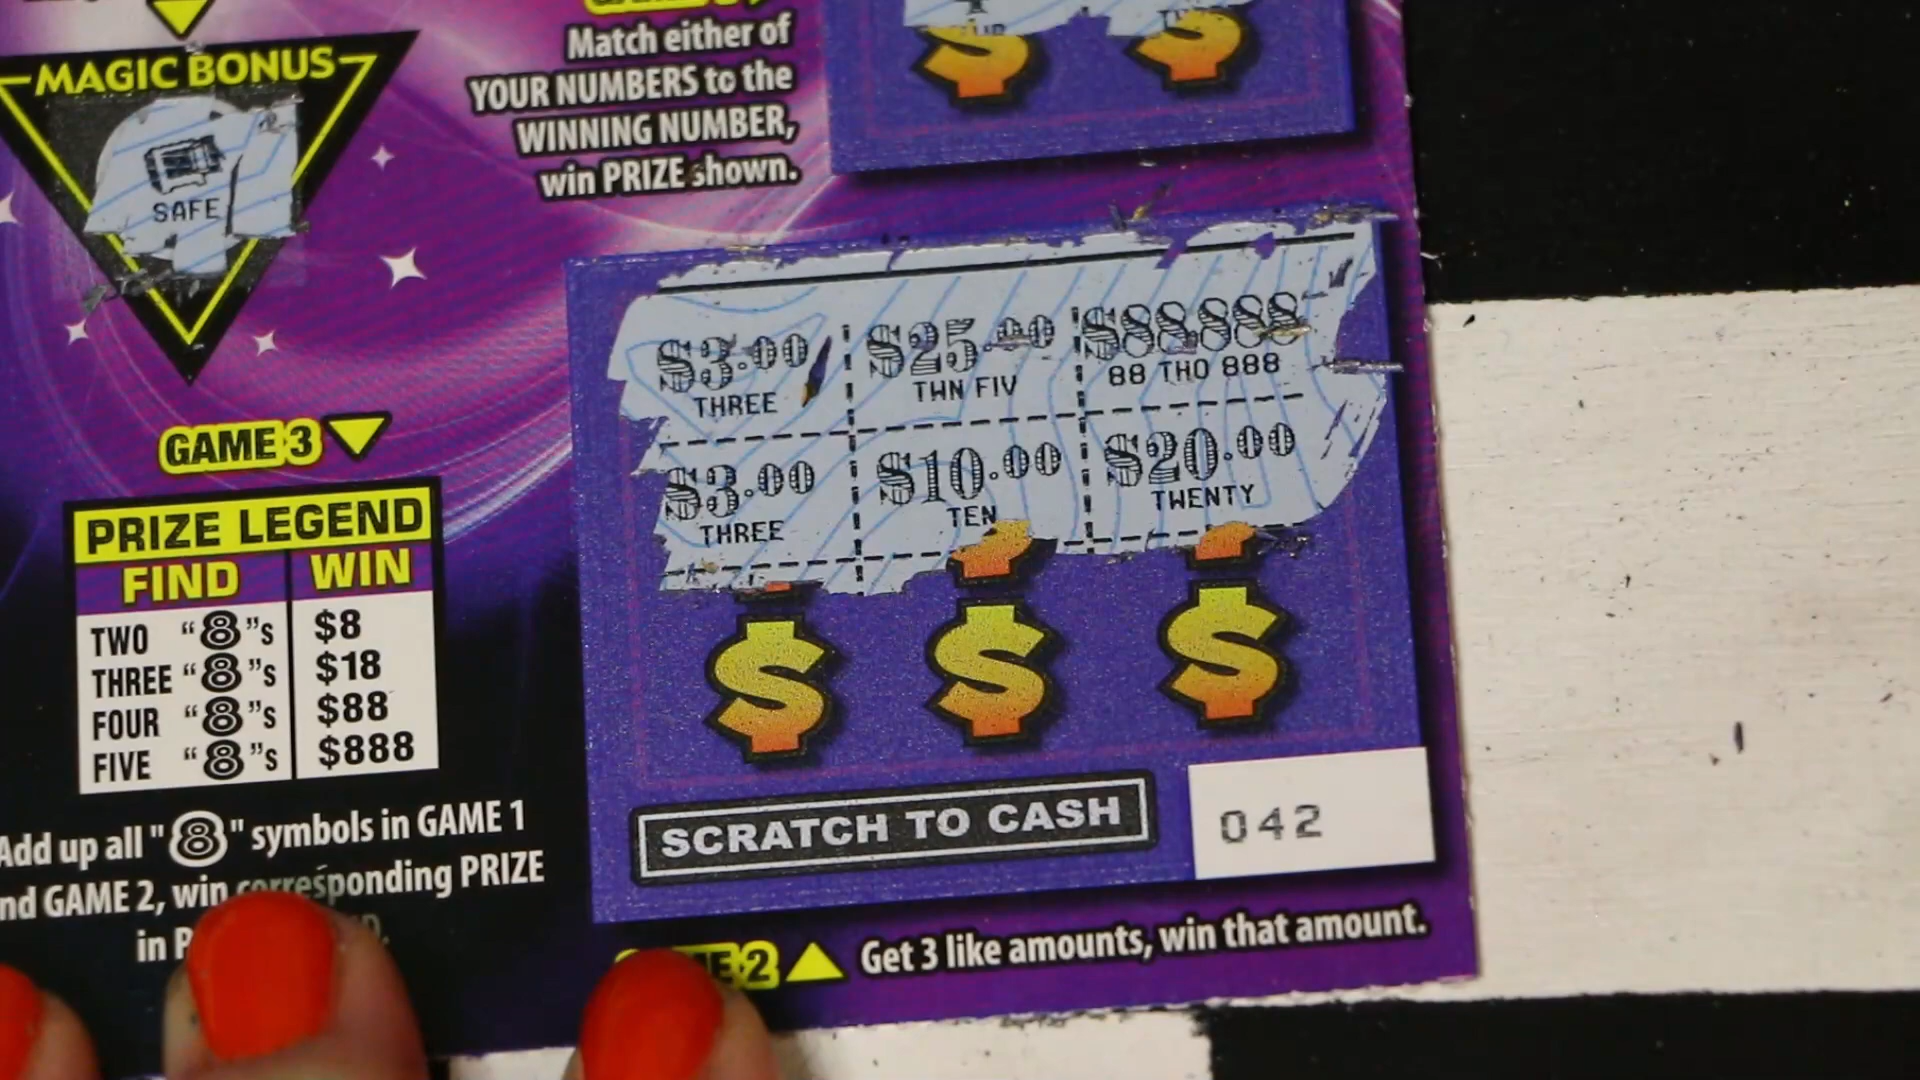 MAGIC BONUS
SAFE
Match either of
YOUR NUMBERS to the
WINNING NUMBER,
win PRIZE shown.
GAME 3
PRIZE LEGEND
FIND WIN
TWO "8"s $8
THREE "8"s $18
FOUR "8"s $88
FIVE "8"s $888
Add up all "8" symbols in GAME 1
GAME 2, win corresponding PRIZE
in
$3.00 $25.00 $88,888
THREE TWN FIV 88 THO 888
$3.00 $10.00 $20.00
THREE TEN TWENTY
$ $ $
SCRATCH TO CASH
042
2 Get 3 like amounts, win that amount.